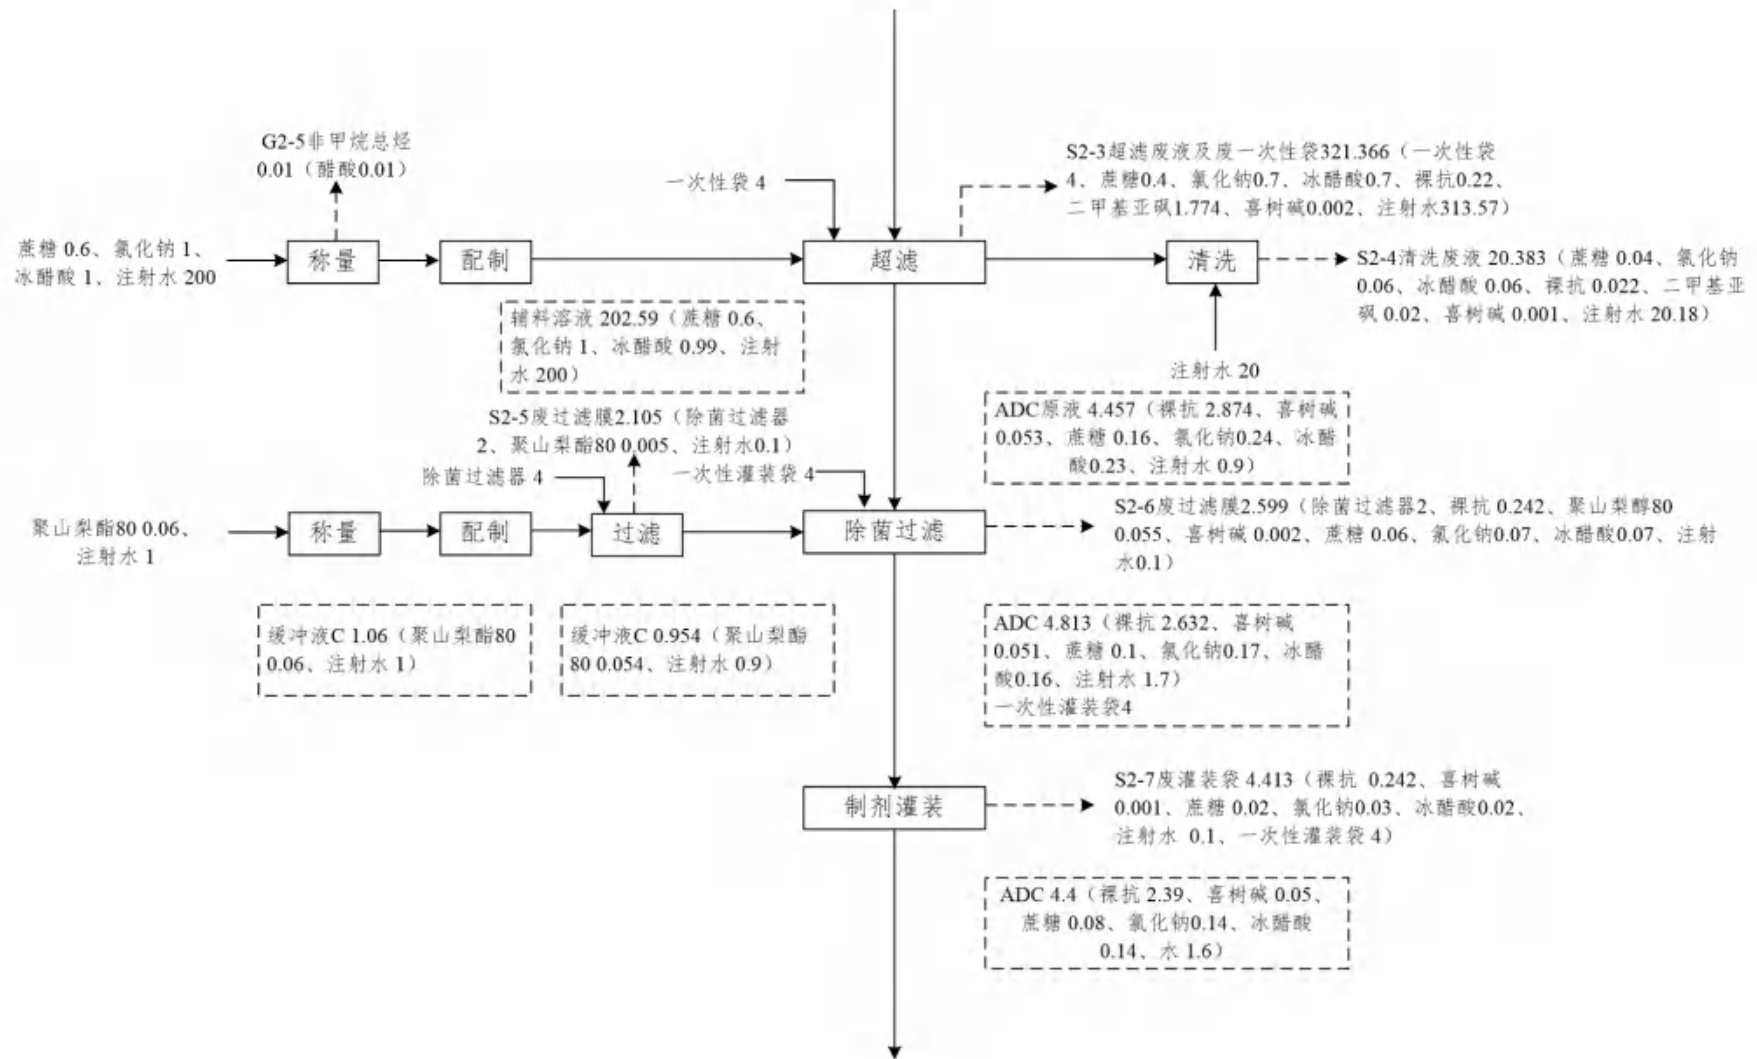 G2-5非甲烷总烃
0.01（醋酸0.01）
一次性袋 4
S2-3超滤废液及废一次性袋321.366（一次性袋
4、蔗糖0.4、氯化钠0.7、冰醋酸0.7、裸抗0.22、
二甲基亚砜1.774、喜树碱0.002、注射水313.57）
蔗糖 0.6、氯化钠 1、
冰醋酸 1、注射水 200
称量
配制
超滤
清洗
S2-4清洗废液 20.383（蔗糖 0.04、氯化钠
0.06、冰醋酸 0.06、裸抗 0.022、二甲基亚
砜 0.02、喜树碱 0.001、注射水 20.18）
辅料溶液 202.59（蔗糖 0.6、
氯化钠 1、冰醋酸 0.99、注射
水 200）
注射水 20
ADC原液 4.457（裸抗 2.874、喜树碱
0.053、蔗糖 0.16、氯化钠0.24、冰醋
酸0.23、注射水 0.9）
S2-5废过滤膜2.105（除菌过滤器
2、聚山梨酯80 0.005、注射水0.1）
除菌过滤器 4
一次性灌装袋 4
聚山梨酯80 0.06、
注射水 1
称量
配制
过滤
除菌过滤
S2-6废过滤膜2.599（除菌过滤器2、裸抗 0.242、聚山梨醇80
0.055、喜树碱 0.002、蔗糖 0.06、氯化钠0.07、冰醋酸0.07、注射
水0.1）
缓冲液C 1.06（聚山梨酯80
0.06、注射水 1）
缓冲液C 0.954（聚山梨酯
80 0.054、注射水 0.9）
ADC 4.813（裸抗 2.632、喜树碱
0.051、蔗糖 0.1、氯化钠0.17、冰醋
酸0.16、注射水 1.7）
一次性灌装袋4
制剂灌装
S2-7废灌装袋 4.413（裸抗 0.242、喜树碱
0.001、蔗糖 0.02、氯化钠0.03、冰醋酸0.02、
注射水 0.1、一次性灌装袋 4）
ADC 4.4（裸抗 2.39、喜树碱 0.05、
蔗糖 0.08、氯化钠0.14、冰醋酸
0.14、水 1.6）